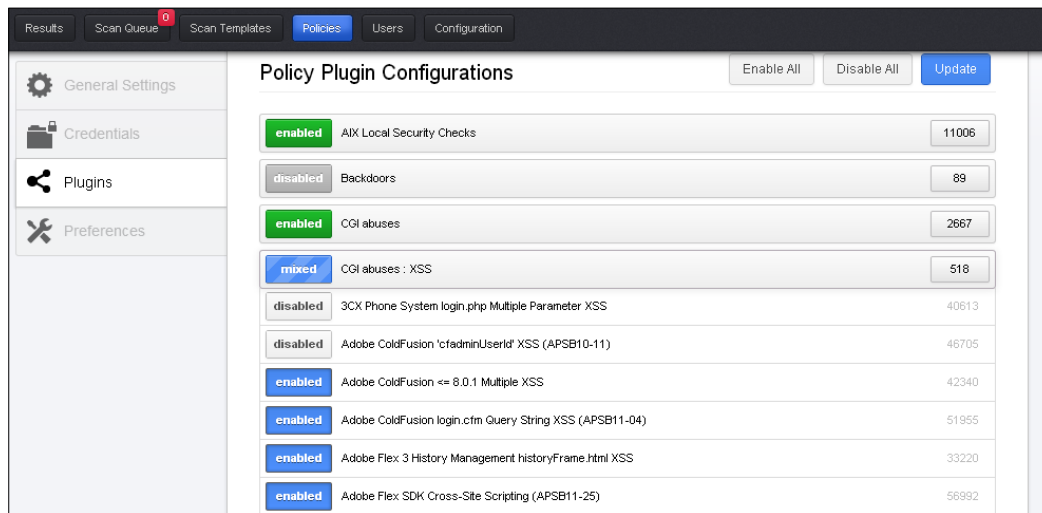 Results Scan Queue 0 Scan Templates Policies Users Configuration
General Settings
Credentials
Plugins
Preferences
Policy Plugin Configurations Enable All Disable All Update
enabled AIX Local Security Checks 11006
disabled Backdoors 89
enabled CGI abuses 2667
mixed CGI abuses : XSS 518
disabled 3CX Phone System login.php Multiple Parameter XSS 40613
disabled Adobe ColdFusion 'cfadminUserId' XSS (APSB10-11) 46705
enabled Adobe ColdFusion <= 8.0.1 Multiple XSS 42340
enabled Adobe ColdFusion login.cfm Query String XSS (APSB11-04) 51955
enabled Adobe Flex 3 History Management historyFrame.html XSS 33220
enabled Adobe Flex SDK Cross-Site Scripting (APSB11-25) 56992